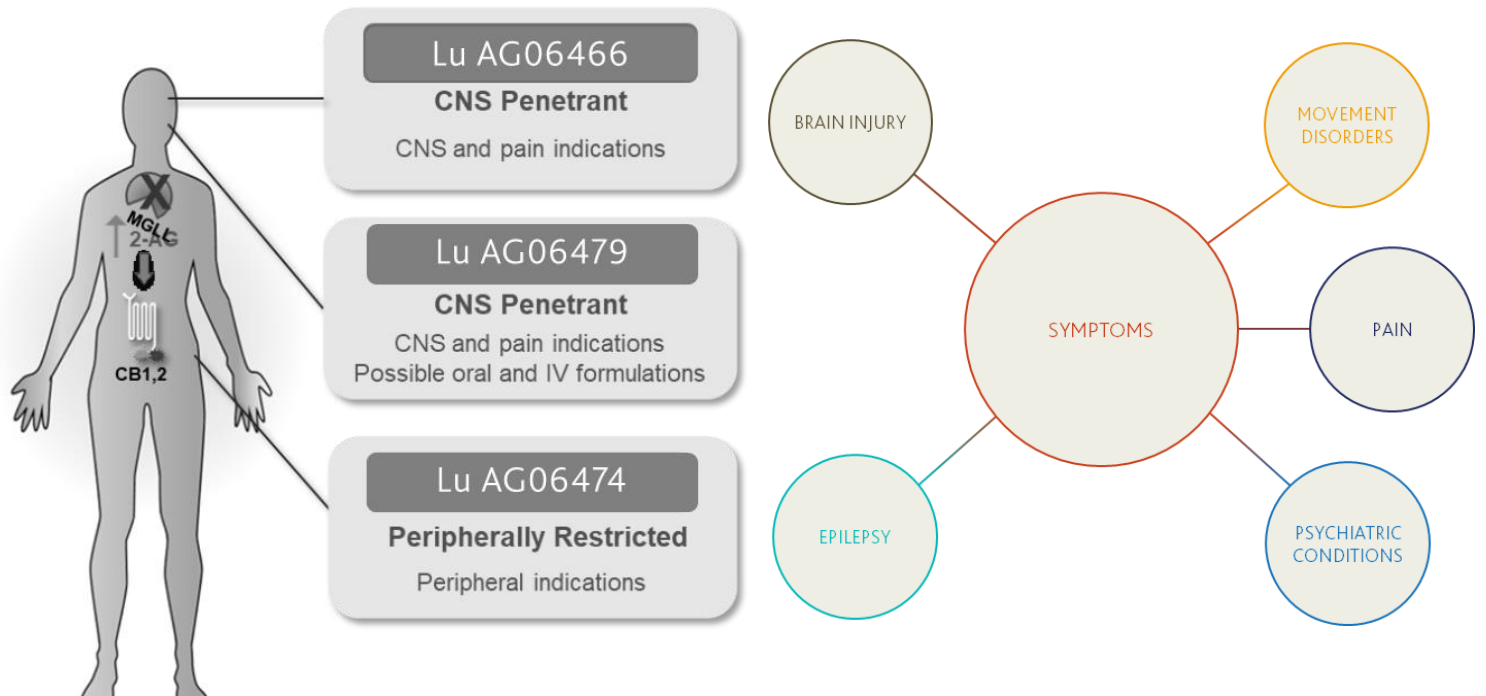 Lu AG06466
CNS Penetrant
CNS and pain indications
MGLL
2-AG
CB1,2
Lu AG06479
CNS Penetrant
CNS and pain indications
Possible oral and IV formulations
Lu AG06474
Peripherally Restricted
Peripheral indications
BRAIN INJURY
MOVEMENT
DISORDERS
SYMPTOMS
PAIN
EPILEPSY
PSYCHIATRIC
CONDITIONS